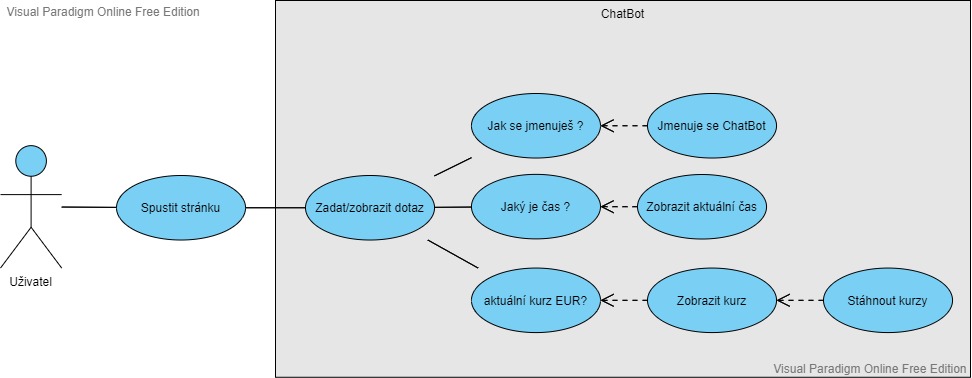 Visual Paradigm Online Free Edition
ChatBot
Jak se jmenuješ ?
Jmenuje se ChatBot
Spustit stránku
Zadat/zobrazit dotaz
Jaký je čas ?
Zobrazit aktuální čas
Uživatel
aktuální kurz EUR?
Zobrazit kurz
Stáhnout kurzy
Visual Paradigm Online Free Edition